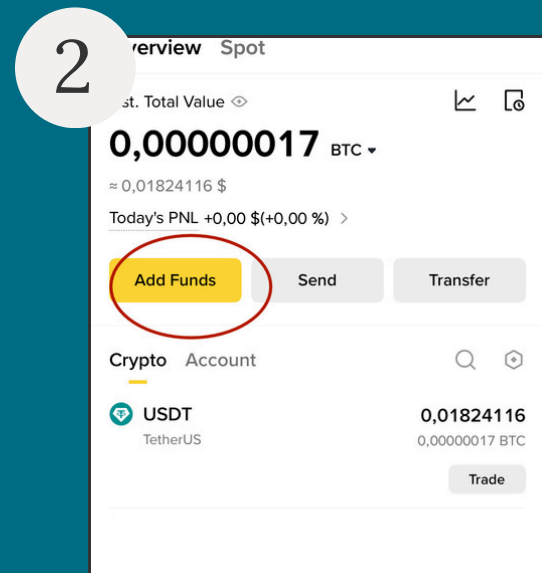 2
verview Spot
st. Total Value
0,00000017 BTC
≈ 0,01824116 $
Today's PNL +0,00 $(+0,00 %) >
Add Funds Send Transfer
Crypto Account
USDT 0,01824116
TetherUS 0,00000017 BTC
Trade